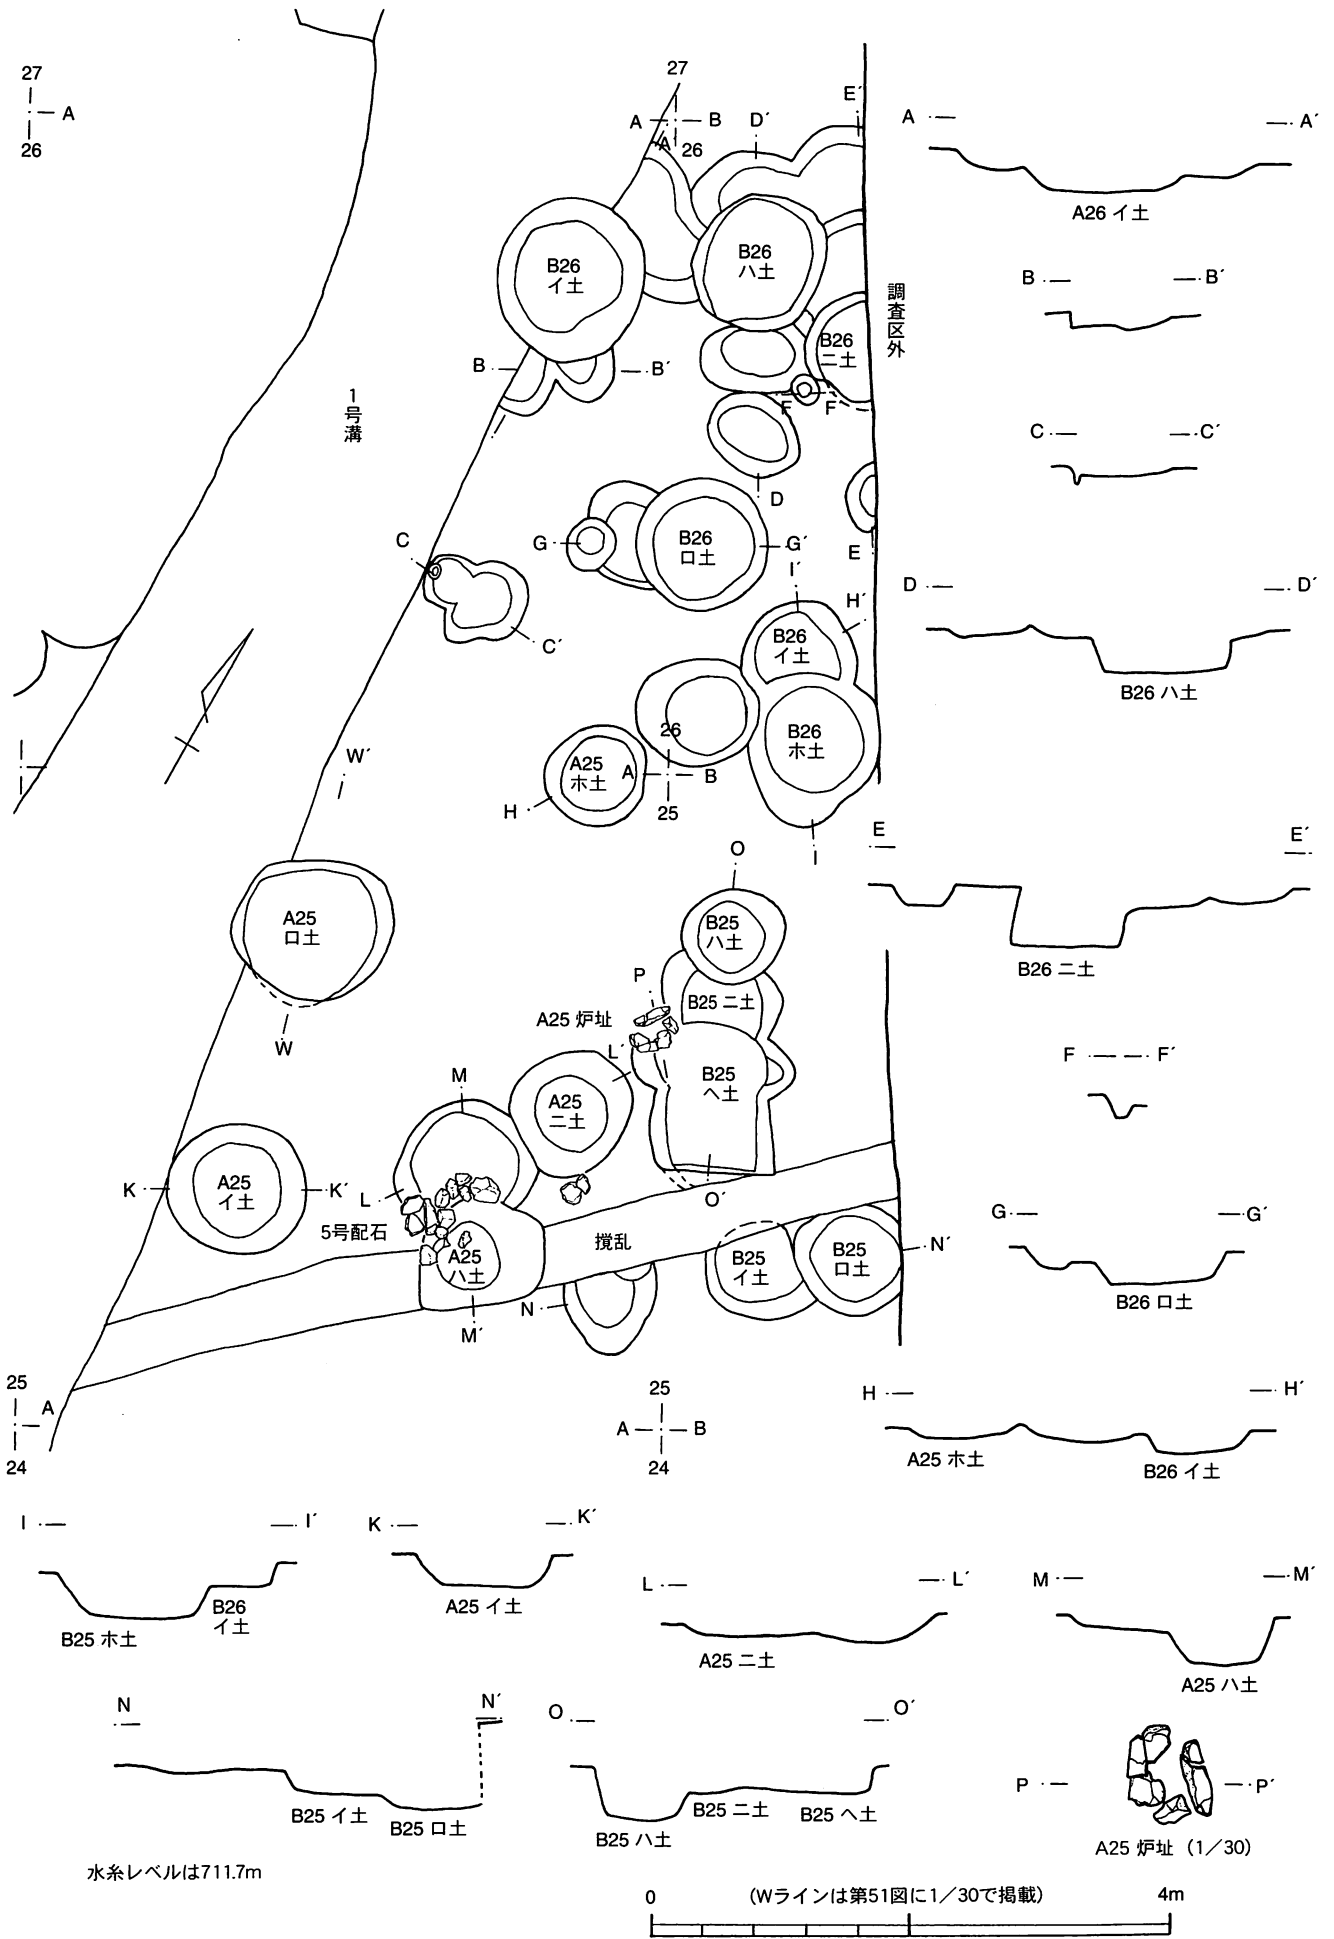 27
A
26
27
A B
A´ 26
D´
E´
B26
イ土
B26
ハ土
B26
ニ土
調査区外
B B´
F F´
1号溝
D
C
G G´
B26
ロ土
E
I´
H´
C´
B26
イ土
26
A B
25
B26
ホ土
A25
ホ土
W´
H
I
O
A25
ロ土
B25
ハ土
P
B25 ニ土
A25 炉址
L´
W
M
A25
ニ土
B25
ヘ土
K K´
A25
イ土
L
5号配石
O´
撹乱
A25
ハ土
B25
イ土
B25
ロ土
N´
N
M´
25
A
24
25
A B
24
A A´
A26 イ土
B B´
C C´
D D´
B26 ハ土
E E´
B26 ニ土
F F´
G G´
B26 ロ土
H H´
A25 ホ土
B26 イ土
I I´
B25 ホ土
B26
イ土
K K´
A25 イ土
L L´
A25 ニ土
M M´
A25 ハ土
N N´
B25 イ土
B25 ロ土
O O´
B25 ハ土
B25 ニ土
B25 ヘ土
P P´
A25 炉址（1／30）
水糸レベルは711.7m
0 （Wラインは第51図に1／30で掲載） 4m